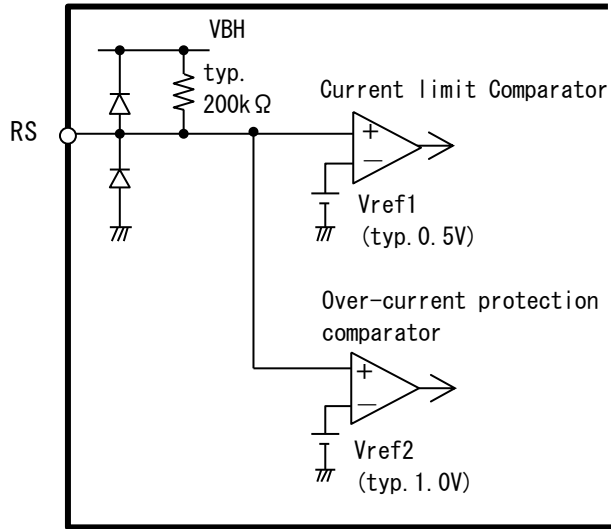 VBH
typ.
200kΩ
Current limit Comparator
RS
+
−
Vref1
(typ.0.5V)
Over-current protection
comparator
+
−
Vref2
(typ.1.0V)